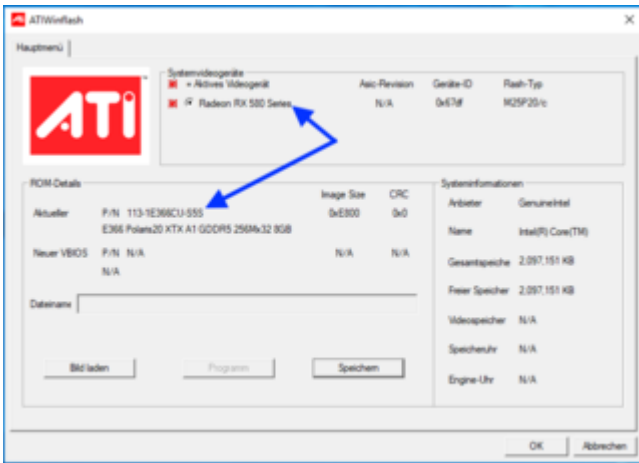 ATIWinflash
Hauptmenü
Systemvideogeräte
= Aktives Videogerät Asic-Revision Geräte-ID Flash-Typ
Radeon RX 580 Series N/A 0x67df M25P20/c
ATI
ROM-Details
Image Size CRC
Aktueller P/N 113-1E366CU-S5S 0xE800 0x0
E366 Polaris20 XTX A1 GDDR5 256Mx32 8GB
Neuer VBIOS P/N N/A N/A N/A
N/A
Dateiname
Bild laden Programm Speichern
Systeminformationen
Anbieter GenuineIntel
Name Intel(R) Core(TM)
Gesamtspeiche 2,097,151 KB
Freier Speicher 2,097,151 KB
Videospeicher N/A
Speicheruhr N/A
Engine-Uhr N/A
OK Abbrechen